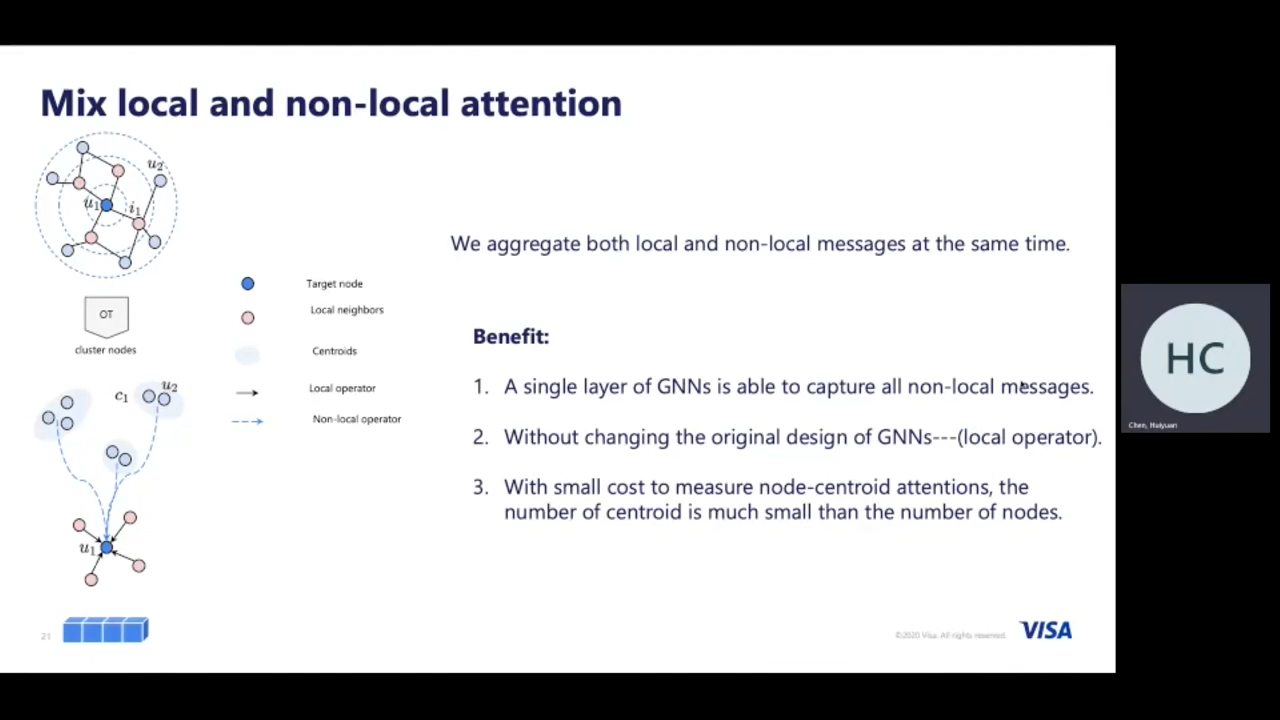 Mix local and non-local attention
u2
u1
i1
OT
cluster nodes
c1
u2
u1
Target node
Local neighbors
Centroids
Local operator
Non-local operator
We aggregate both local and non-local messages at the same time.
Benefit:
1. A single layer of GNNs is able to capture all non-local messages.
2. Without changing the original design of GNNs---(local operator).
3. With small cost to measure node-centroid attentions, the
number of centroid is much small than the number of nodes.
21
©2020 Visa. All rights reserved.
VISA
HC
Chen, Huiyuan